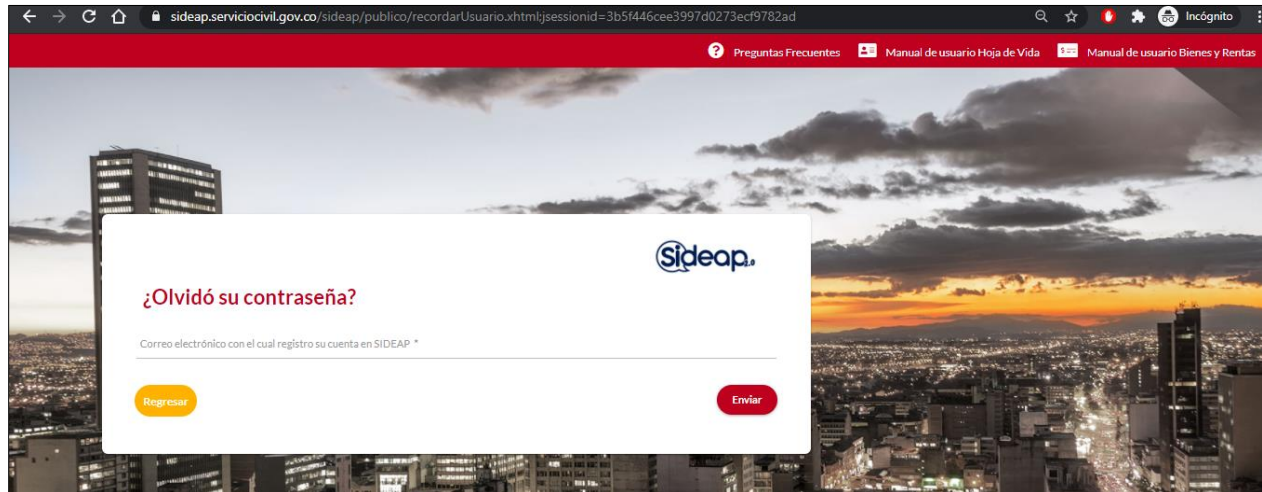 sideap.serviciocivil.gov.co/sideap/publico/recordarUsuario.xhtml;jsessionid=3b5f446cee3997d0273ecf9782ad
Incógnito
Preguntas Frecuentes Manual de usuario Hoja de Vida Manual de usuario Bienes y Rentas
Sideap2.0
¿Olvidó su contraseña?
Correo electrónico con el cual registro su cuenta en SIDEAP *
Regresar Enviar